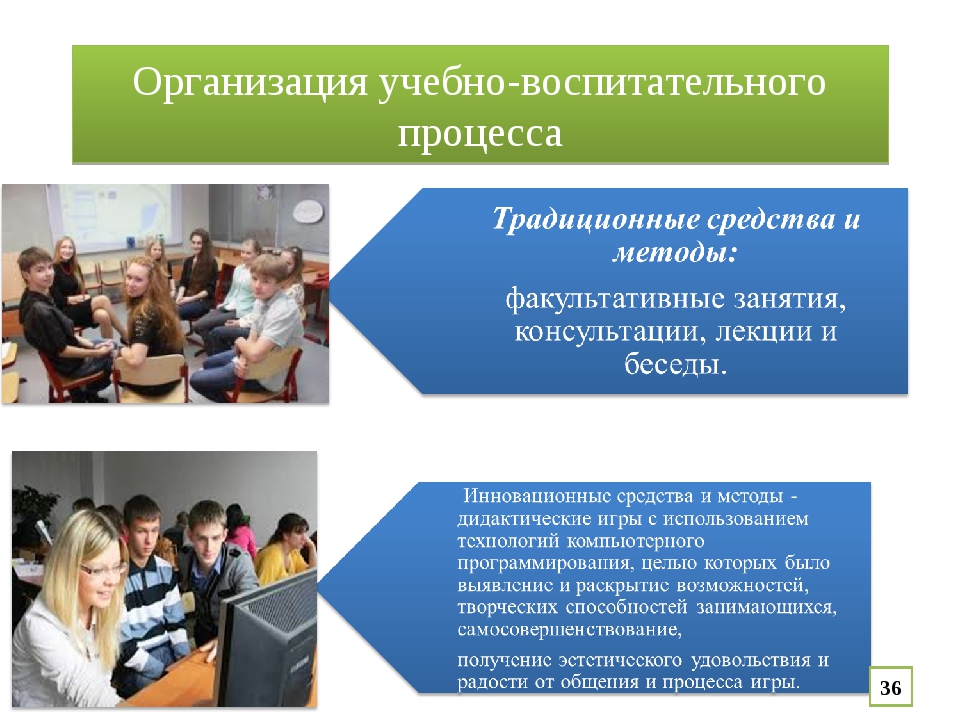 Организация учебно-воспитательного
процесса
Традиционные средства и
методы:
факультативные занятия,
консультации, лекции и
беседы.
Инновационные средства и методы -
дидактические игры с использованием
технологий компьютерного
программирования, целью которых было
выявление и раскрытие возможностей,
творческих способностей занимающихся,
самосовершенствование,
получение эстетического удовольствия и
радости от общения и процесса игры.
36